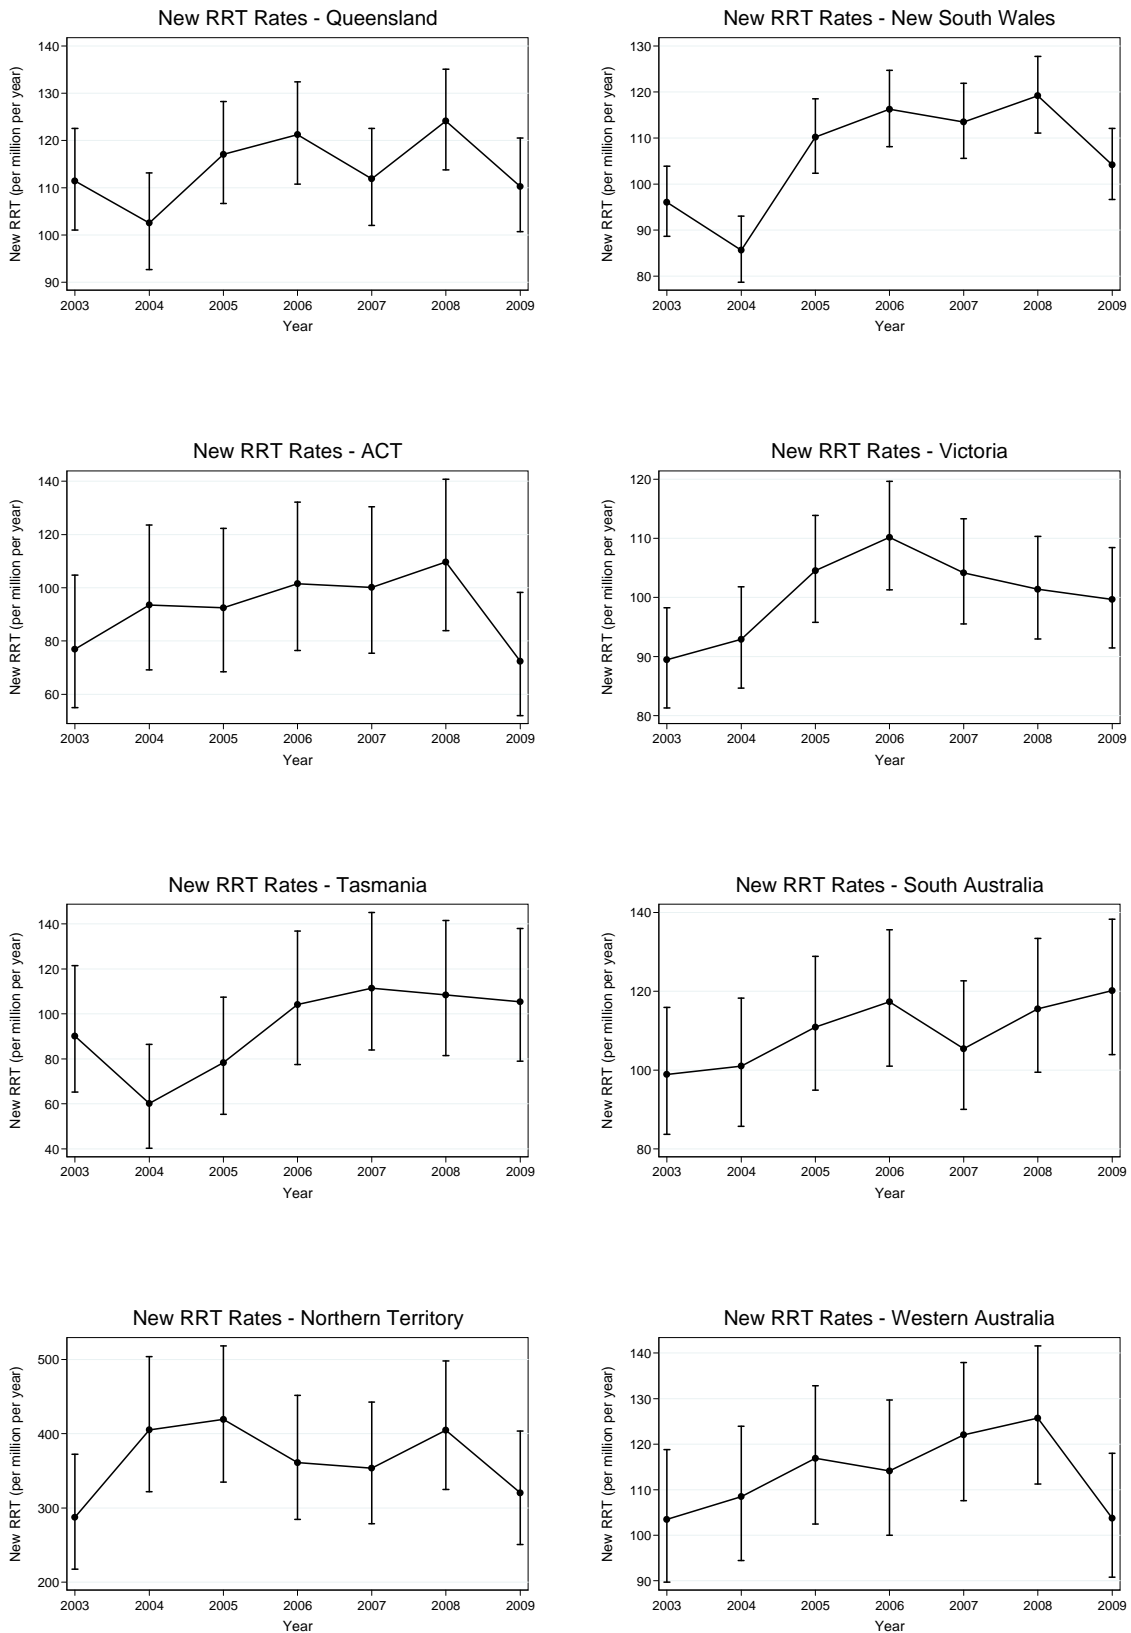 New RRT Rates - Queensland
New RRT (per million per year)
140
130
120
110
100
90
2003 2004 2005 2006 2007 2008 2009
Year
New RRT Rates - New South Wales
New RRT (per million per year)
130
120
110
100
90
80
2003 2004 2005 2006 2007 2008 2009
Year
New RRT Rates - ACT
New RRT (per million per year)
140
120
100
80
60
2003 2004 2005 2006 2007 2008 2009
Year
New RRT Rates - Victoria
New RRT (per million per year)
120
110
100
90
80
2003 2004 2005 2006 2007 2008 2009
Year
New RRT Rates - Tasmania
New RRT (per million per year)
140
120
100
80
60
40
2003 2004 2005 2006 2007 2008 2009
Year
New RRT Rates - South Australia
New RRT (per million per year)
140
120
100
80
2003 2004 2005 2006 2007 2008 2009
Year
New RRT Rates - Northern Territory
New RRT (per million per year)
500
400
300
200
2003 2004 2005 2006 2007 2008 2009
Year
New RRT Rates - Western Australia
New RRT (per million per year)
140
130
120
110
100
90
2003 2004 2005 2006 2007 2008 2009
Year